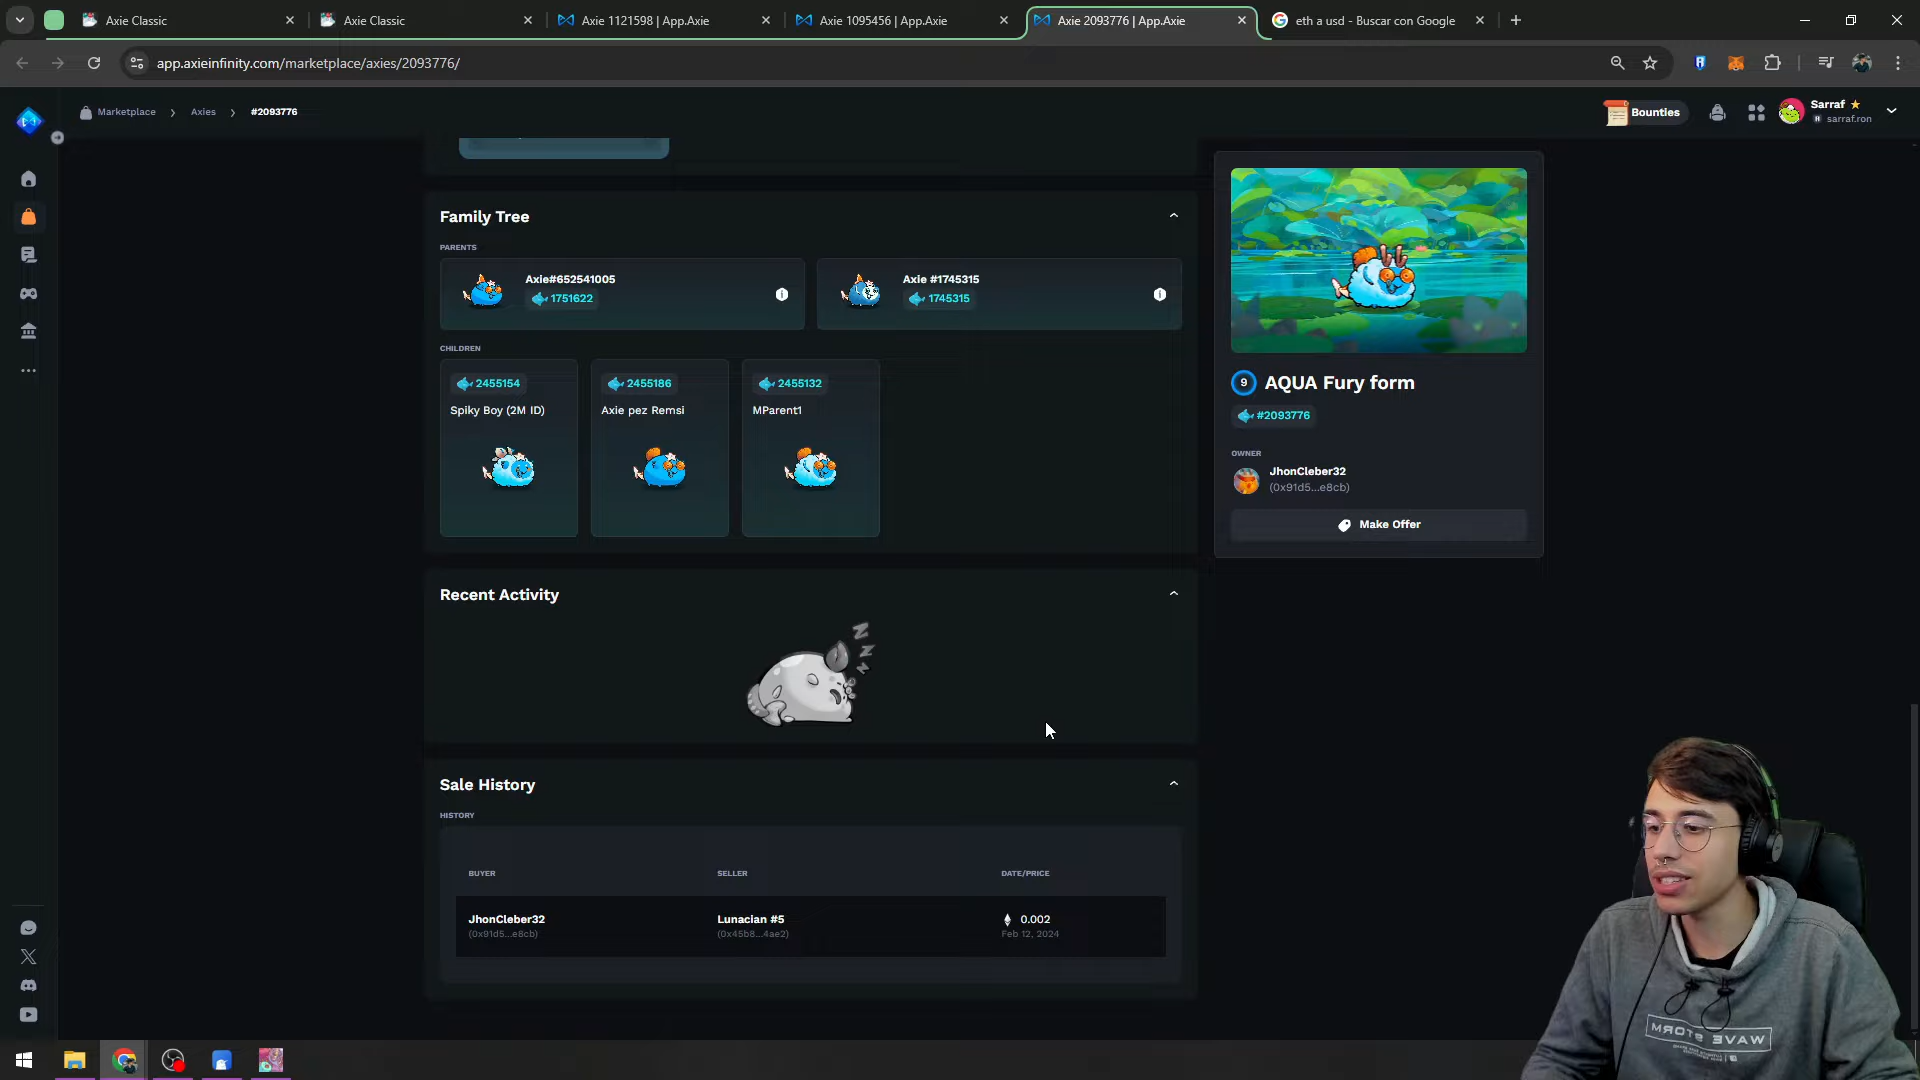 Axie Classic
Axie Classic
Axie 1121598 | App.Axie
Axie 1095456 | App.Axie
Axie 2093776 | App.Axie
eth a usd - Buscar con Google
app.axieinfinity.com/marketplace/axies/2093776/
Marketplace
Axies
#2093776
Bounties
Sarraf
sarraf.ron
Family Tree
PARENTS
Axie#652541005
1751622
Axie #1745315
1745315
CHILDREN
2455154
Spiky Boy (2M ID)
2455186
Axie pez Remsi
2455132
MParent1
9
AQUA Fury form
#2093776
OWNER
JhonCleber32
(0x91d5...e8cb)
Make Offer
Recent Activity
Z
Z
Z
Sale History
HISTORY
BUYER
SELLER
DATE/PRICE
JhonCleber32
(0x91d5...e8cb)
Lunacian #5
(0x45b8...4ae2)
0.002
Feb 12, 2024
WAVE STORM